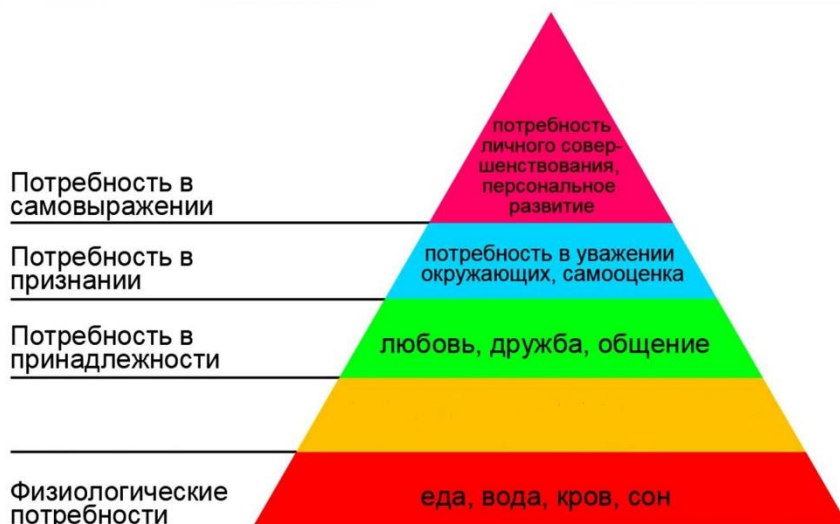 потребность
личного совер-
шенствования,
персональное
развитие
Потребность в
самовыражении
потребность в уважении
окружающих, самооценка
Потребность в
признании
любовь, дружба, общение
Потребность в
принадлежности
еда, вода, кров, сон
Физиологические
потребности